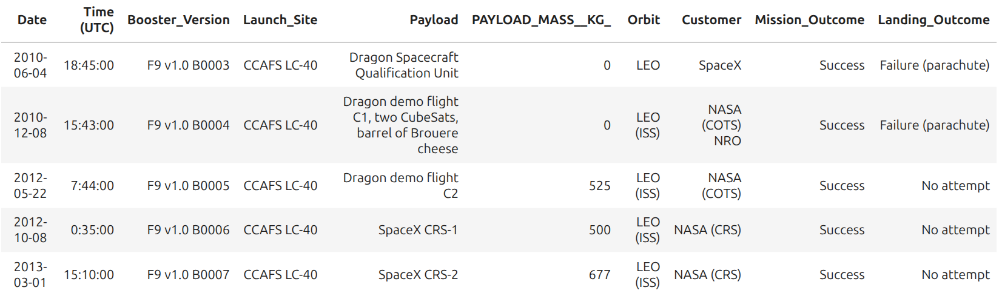 Date Time (UTC) Booster_Version Launch_Site Payload PAYLOAD_MASS__KG_ Orbit Customer Mission_Outcome Landing_Outcome
2010-06-04 18:45:00 F9 v1.0 B0003 CCAFS LC-40 Dragon Spacecraft Qualification Unit 0 LEO SpaceX Success Failure (parachute)
2010-12-08 15:43:00 F9 v1.0 B0004 CCAFS LC-40 Dragon demo flight C1, two CubeSats, barrel of Brouere cheese 0 LEO (ISS) NASA (COTS) NRO Success Failure (parachute)
2012-05-22 7:44:00 F9 v1.0 B0005 CCAFS LC-40 Dragon demo flight C2 525 LEO (ISS) NASA (COTS) Success No attempt
2012-10-08 0:35:00 F9 v1.0 B0006 CCAFS LC-40 SpaceX CRS-1 500 LEO (ISS) NASA (CRS) Success No attempt
2013-03-01 15:10:00 F9 v1.0 B0007 CCAFS LC-40 SpaceX CRS-2 677 LEO (ISS) NASA (CRS) Success No attempt